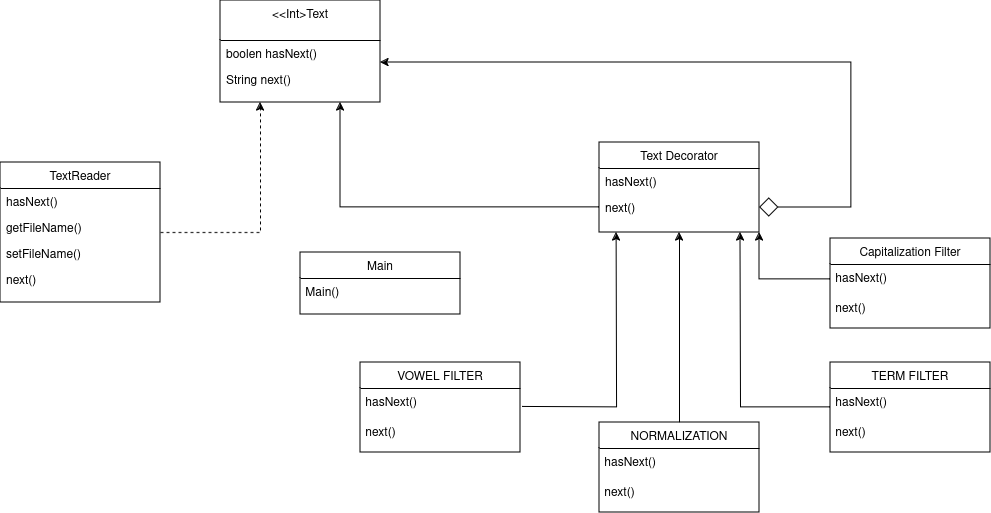 <<Int>Text
boolen hasNext()
String next()
TextReader
hasNext()
getFileName()
setFileName()
next()
Text Decorator
hasNext()
next()
Main
Main()
Capitalization Filter
hasNext()
next()
VOWEL FILTER
hasNext()
next()
TERM FILTER
hasNext()
next()
NORMALIZATION
hasNext()
next()